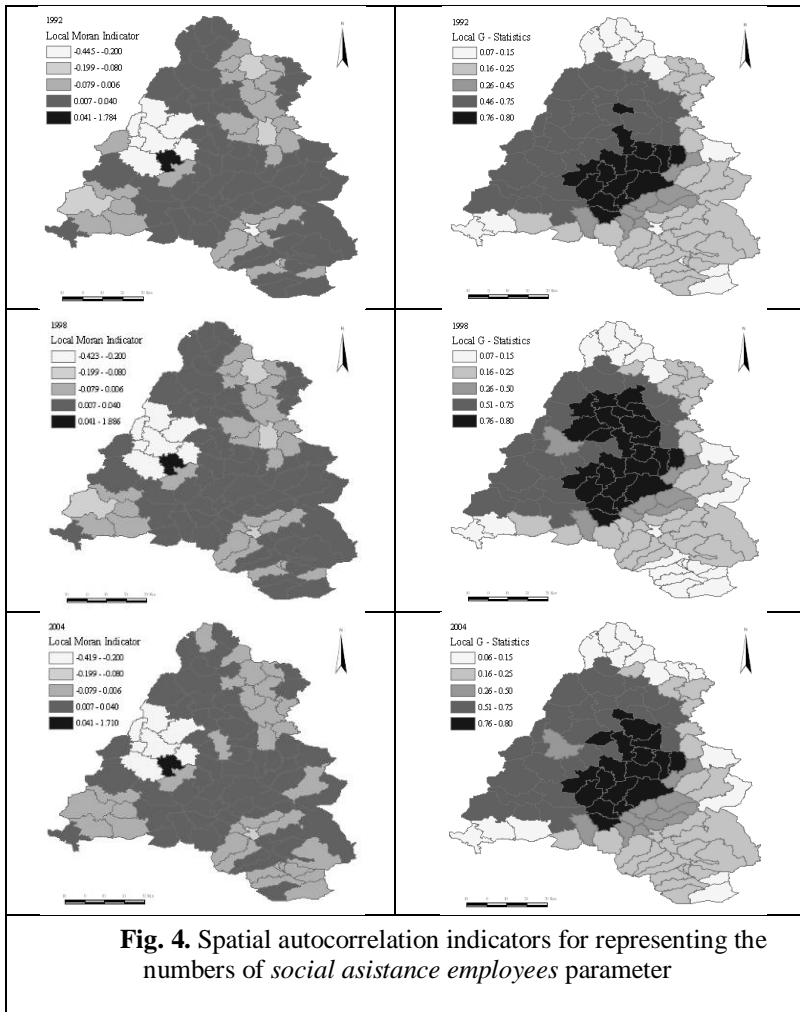 1992
Local Moran Indicator
-0.445 - -0.200
-0.199 - -0.080
-0.079 - 0.006
0.007 - 0.040
0.041 - 1.784
N
1992
Local G - Statistics
0.07 - 0.15
0.16 - 0.25
0.26 - 0.45
0.46 - 0.75
0.76 - 0.80
N
1998
Local Moran Indicator
-0.423 - -0.200
-0.199 - -0.080
-0.079 - 0.006
0.007 - 0.040
0.041 - 1.886
N
1998
Local G - Statistics
0.07 - 0.15
0.16 - 0.25
0.26 - 0.50
0.51 - 0.75
0.76 - 0.80
N
2004
Local Moran Indicator
-0.419 - -0.200
-0.199 - -0.080
-0.079 - 0.006
0.007 - 0.040
0.041 - 1.710
N
2004
Local G - Statistics
0.06 - 0.15
0.16 - 0.25
0.26 - 0.50
0.51 - 0.75
0.76 - 0.80
N
Fig. 4. Spatial autocorrelation indicators for representing the
numbers of social asistance employees parameter